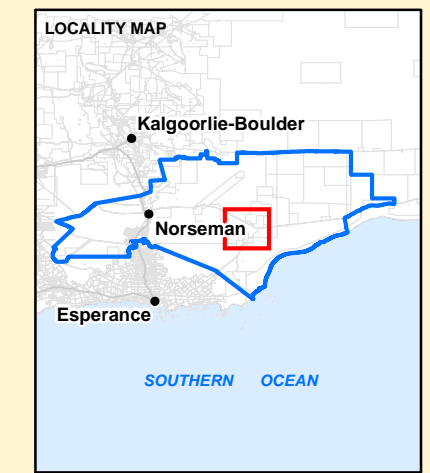 LOCALITY MAP
Kalgoorlie-Boulder
Norseman
Esperance
SOUTHERN OCEAN